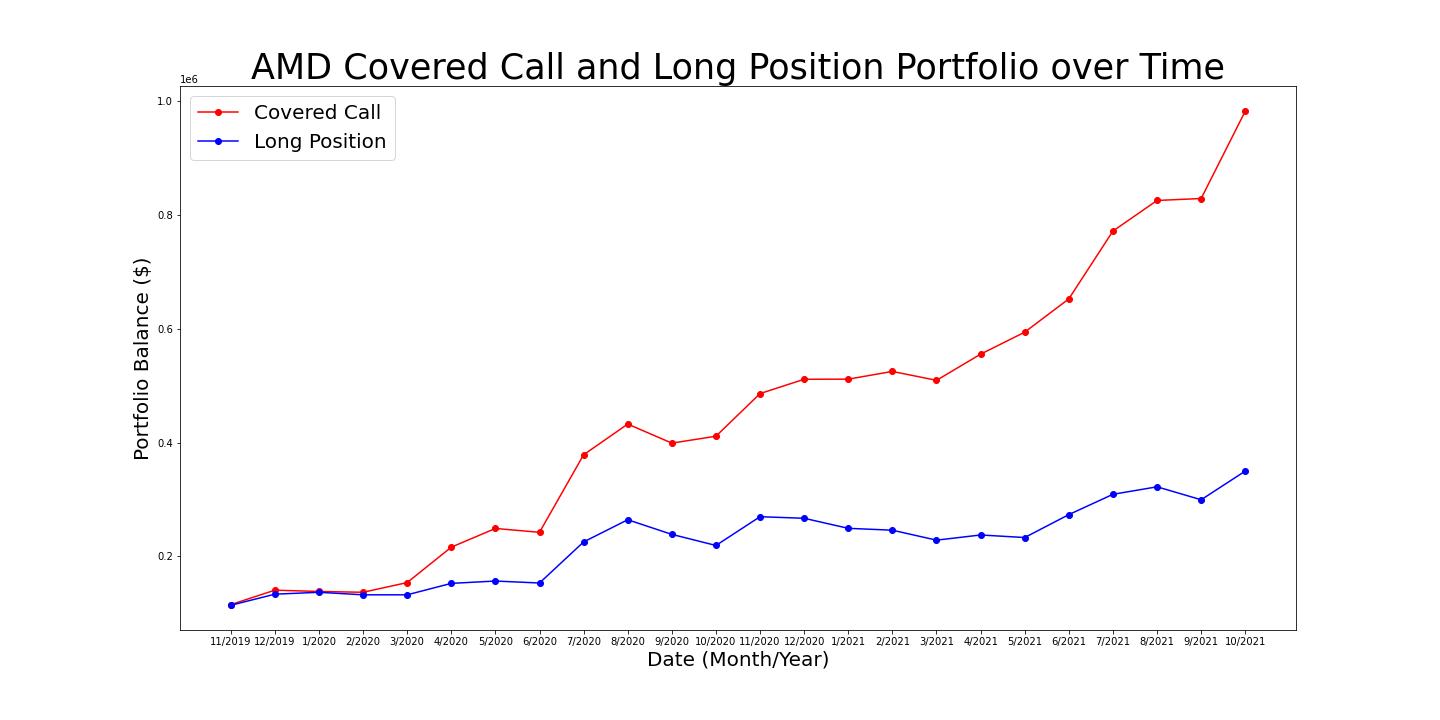 AMD Covered Call and Long Position Portfolio over Time
1e6
Covered Call
Long Position
1.0
0.8
0.6
0.4
0.2
Portfolio Balance ($)
11/2019 12/2019 1/2020 2/2020 3/2020 4/2020 5/2020 6/2020 7/2020 8/2020 9/2020 10/2020 11/2020 12/2020 1/2021 2/2021 3/2021 4/2021 5/2021 6/2021 7/2021 8/2021 9/2021 10/2021
Date (Month/Year)